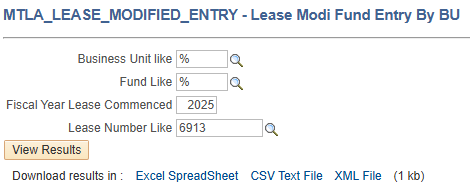 MTLA_LEASE_MODIFIED_ENTRY - Lease Modi Fund Entry By BU
Business Unit like %
Fund Like %
Fiscal Year Lease Commenced 2025
Lease Number Like 6913
View Results
Download results in : Excel SpreadSheet CSV Text File XML File (1 kb)